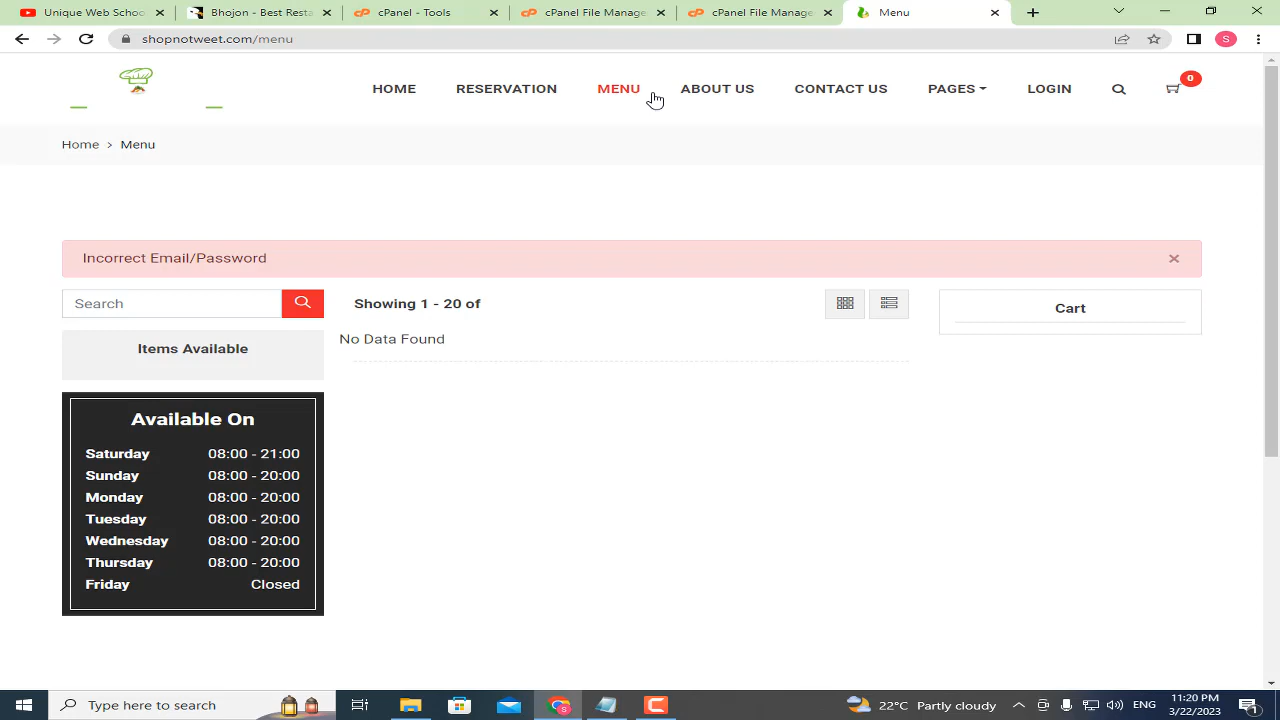 Unique Web Schoo
Bhojon - Best Resta
cPanel - Tools
cPanel File Manage
cPanel File Manage
Menu
shopnotweet.com/menu
S
HOME
RESERVATION
MENU
ABOUT US
CONTACT US
PAGES
LOGIN
0
Home > Menu
Incorrect Email/Password
×
Search
Showing 1 - 20 of
Cart
Items Available
No Data Found
Available On
Saturday 08:00 - 21:00
Sunday 08:00 - 20:00
Monday 08:00 - 20:00
Tuesday 08:00 - 20:00
Wednesday 08:00 - 20:00
Thursday 08:00 - 20:00
Friday Closed
Type here to search
22°C Partly cloudy
ENG
11:20 PM
3/22/2023
1